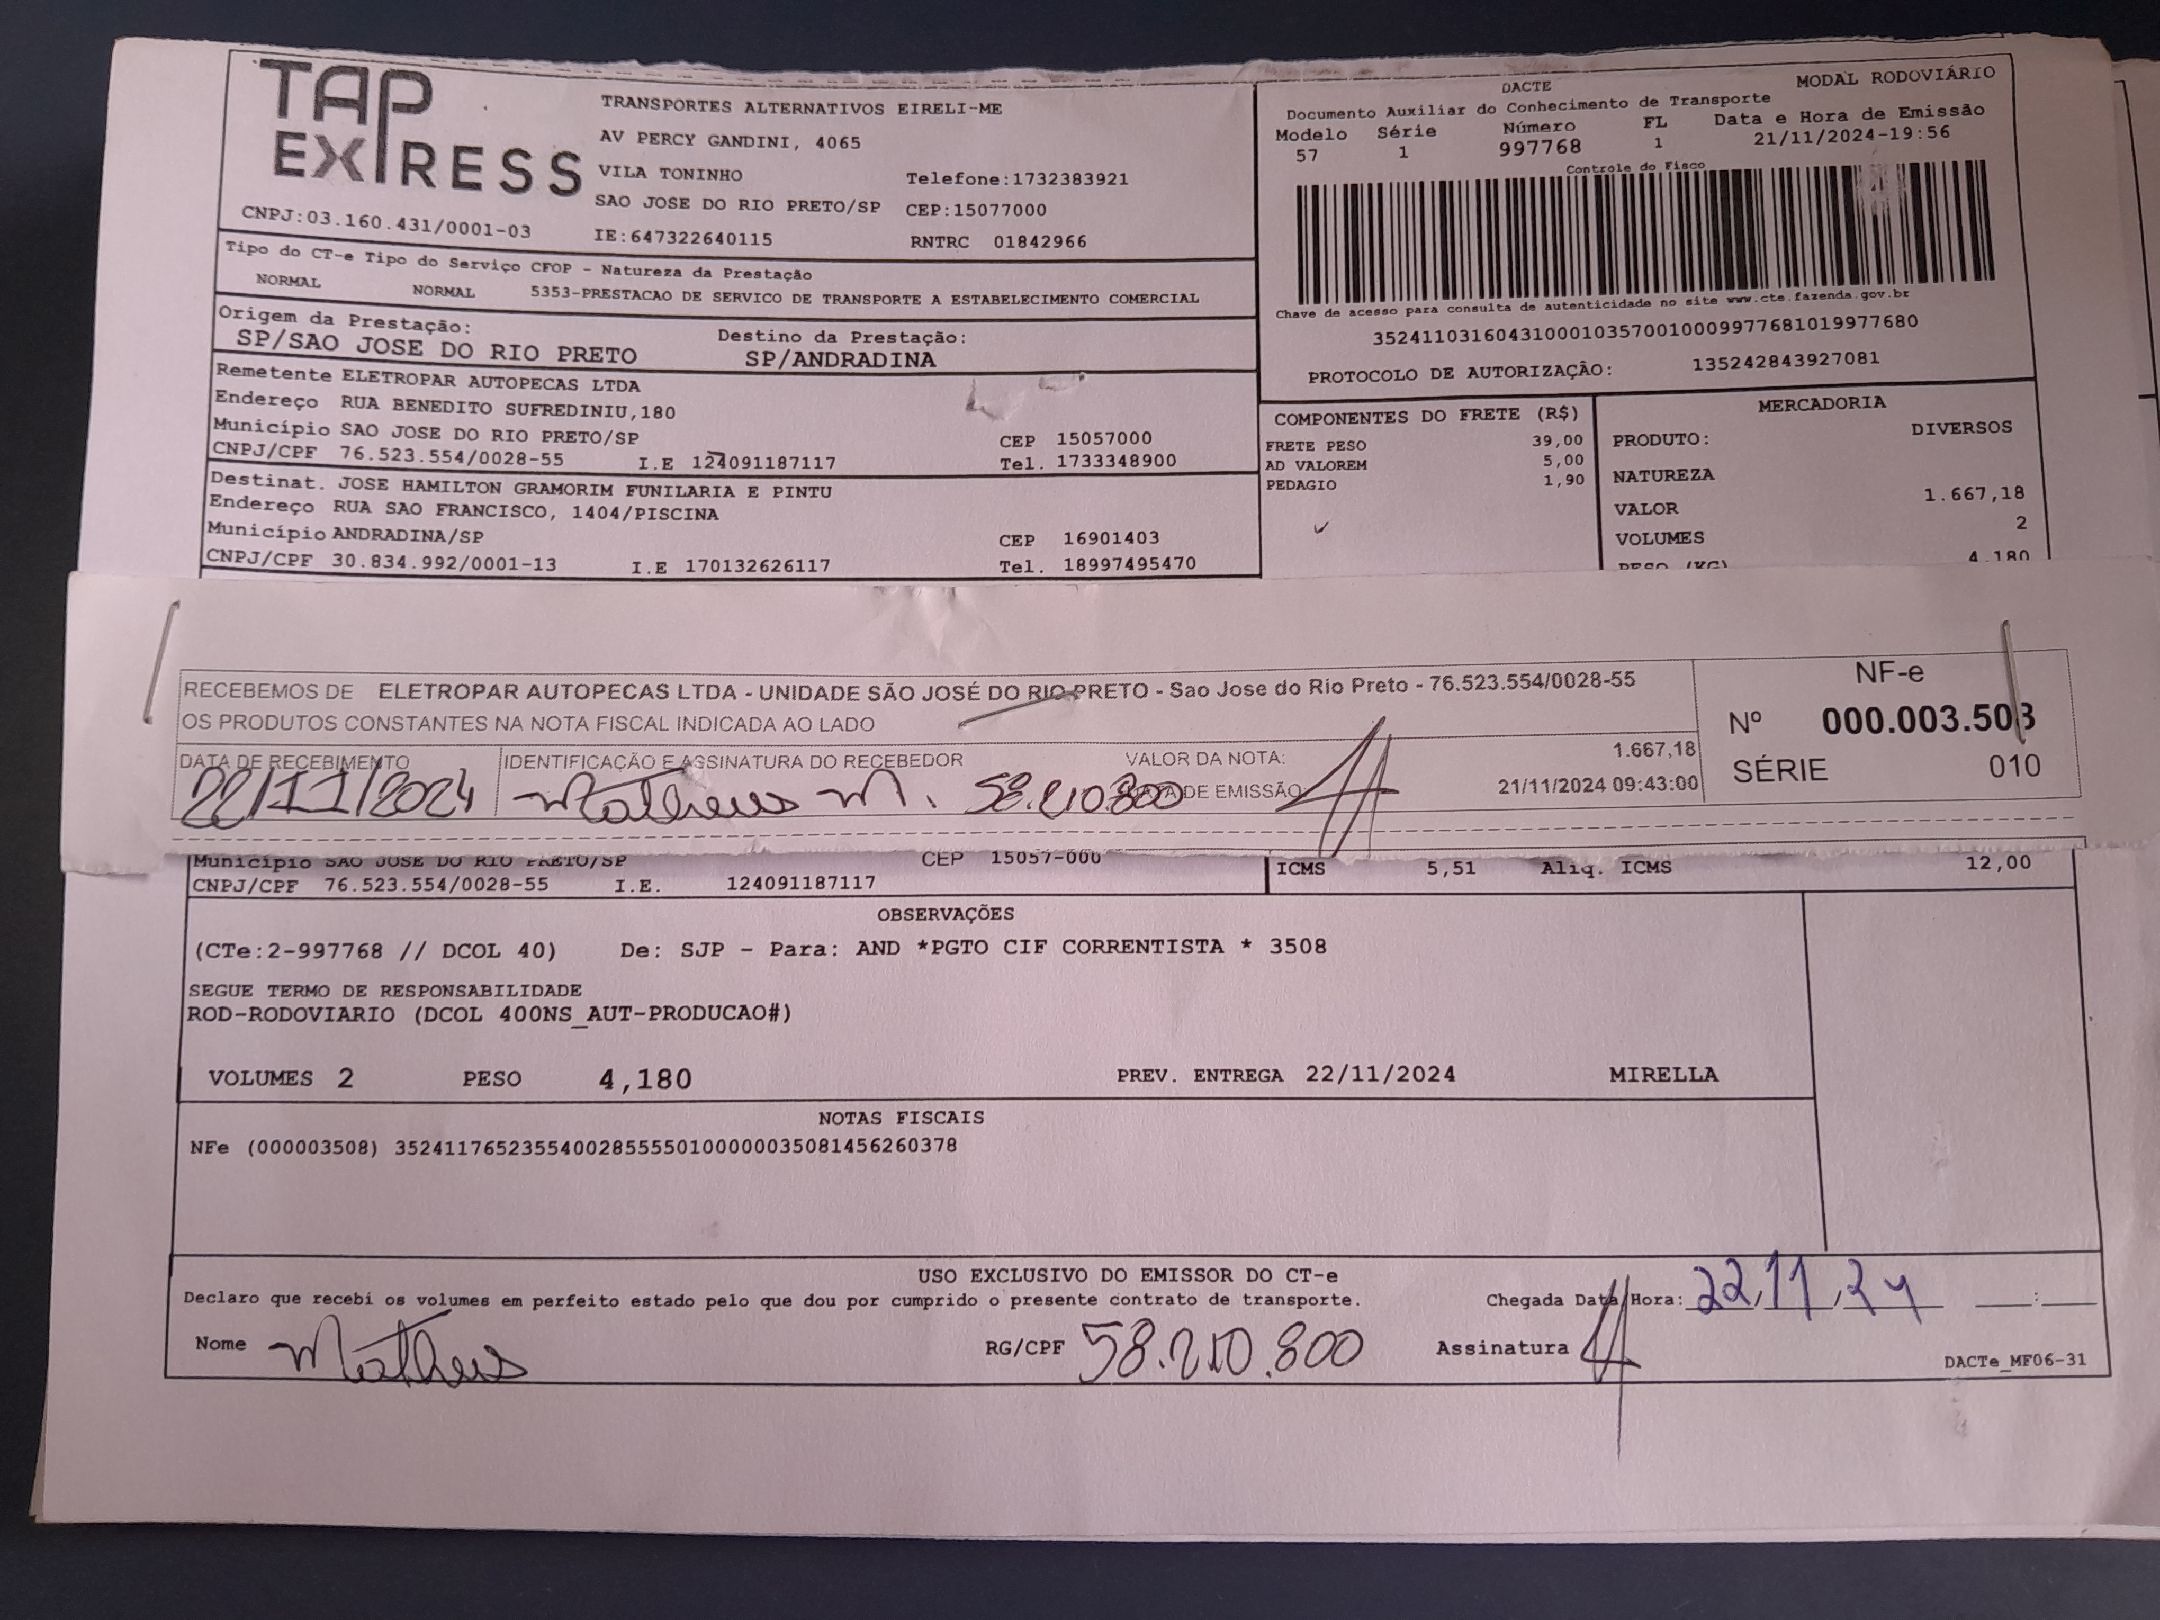 TAP EXPRESS
TRANSPORTES ALTERNATIVOS EIRELI-ME
AV PERCY GANDINI, 4065
VILA TONINHO Telefone:1732383921
SAO JOSE DO RIO PRETO/SP CEP:15077000
CNPJ:03.160.431/0001-03 IE:647322640115 RNTRC 01842966
Tipo do CT-e Tipo do Serviço CFOP - Natureza da Prestação
NORMAL NORMAL 5353-PRESTACAO DE SERVICO DE TRANSPORTE A ESTABELECIMENTO COMERCIAL
Origem da Prestação: Destino da Prestação:
SP/SAO JOSE DO RIO PRETO SP/ANDRADINA
Remetente ELETROPAR AUTOPECAS LTDA
Endereço RUA BENEDITO SUFREDINIU,180
Município SAO JOSE DO RIO PRETO/SP CEP 15057000
CNPJ/CPF 76.523.554/0028-55 I.E 124091187117 Tel. 1733348900
Destinat. JOSE HAMILTON GRAMORIM FUNILARIA E PINTU
Endereço RUA SAO FRANCISCO, 1404/PISCINA
Município ANDRADINA/SP CEP 16901403
CNPJ/CPF 30.834.992/0001-13 I.E 170132626117 Tel. 18997495470
DACTE MODAL RODOVIÁRIO
Documento Auxiliar do Conhecimento de Transporte
Modelo Série Número FL Data e Hora de Emissão
57 1 997768 1 21/11/2024-19:56
Controle do Fisco
Chave de acesso para consulta de autenticidade no site www.cte.fazenda.gov.br
35241103160431000103570010009977681019977680
PROTOCOLO DE AUTORIZAÇÃO: 135242843927081
COMPONENTES DO FRETE (R$)
FRETE PESO 39,00
AD VALOREM 5,00
PEDAGIO 1,90
MERCADORIA
PRODUTO: DIVERSOS
NATUREZA
VALOR 1.667,18
VOLUMES 2
PESO (KG) 4,180
RECEBEMOS DE ELETROPAR AUTOPECAS LTDA - UNIDADE SÃO JOSÉ DO RIO PRETO - Sao Jose do Rio Preto - 76.523.554/0028-55
OS PRODUTOS CONSTANTES NA NOTA FISCAL INDICADA AO LADO
DATA DE RECEBIMENTO IDENTIFICAÇÃO E ASSINATURA DO RECEBEDOR VALOR DA NOTA: 1.667,18
22/11/2024 Matheus M. 58.210.800 DATA DE EMISSÃO 21/11/2024 09:43:00
NF-e
Nº 000.003.508
SÉRIE 010
Município SAO JOSE DO RIO PRETO/SP CEP 15057-000
CNPJ/CPF 76.523.554/0028-55 I.E. 124091187117
ICMS 5,51 Aliq. ICMS 12,00
OBSERVAÇÕES
(CTe:2-997768 // DCOL 40) De: SJP - Para: AND *PGTO CIF CORRENTISTA * 3508
SEGUE TERMO DE RESPONSABILIDADE
ROD-RODOVIARIO (DCOL 400NS_AUT-PRODUCAO#)
VOLUMES 2 PESO 4,180 PREV. ENTREGA 22/11/2024 MIRELLA
NOTAS FISCAIS
NFe (000003508) 35241176523554002855550100000035081456260378
USO EXCLUSIVO DO EMISSOR DO CT-e
Declaro que recebi os volumes em perfeito estado pelo que dou por cumprido o presente contrato de transporte. Chegada Data/Hora: 22,11,24 :
Nome Matheus RG/CPF 58.210.800 Assinatura
DACTe_MF06-31